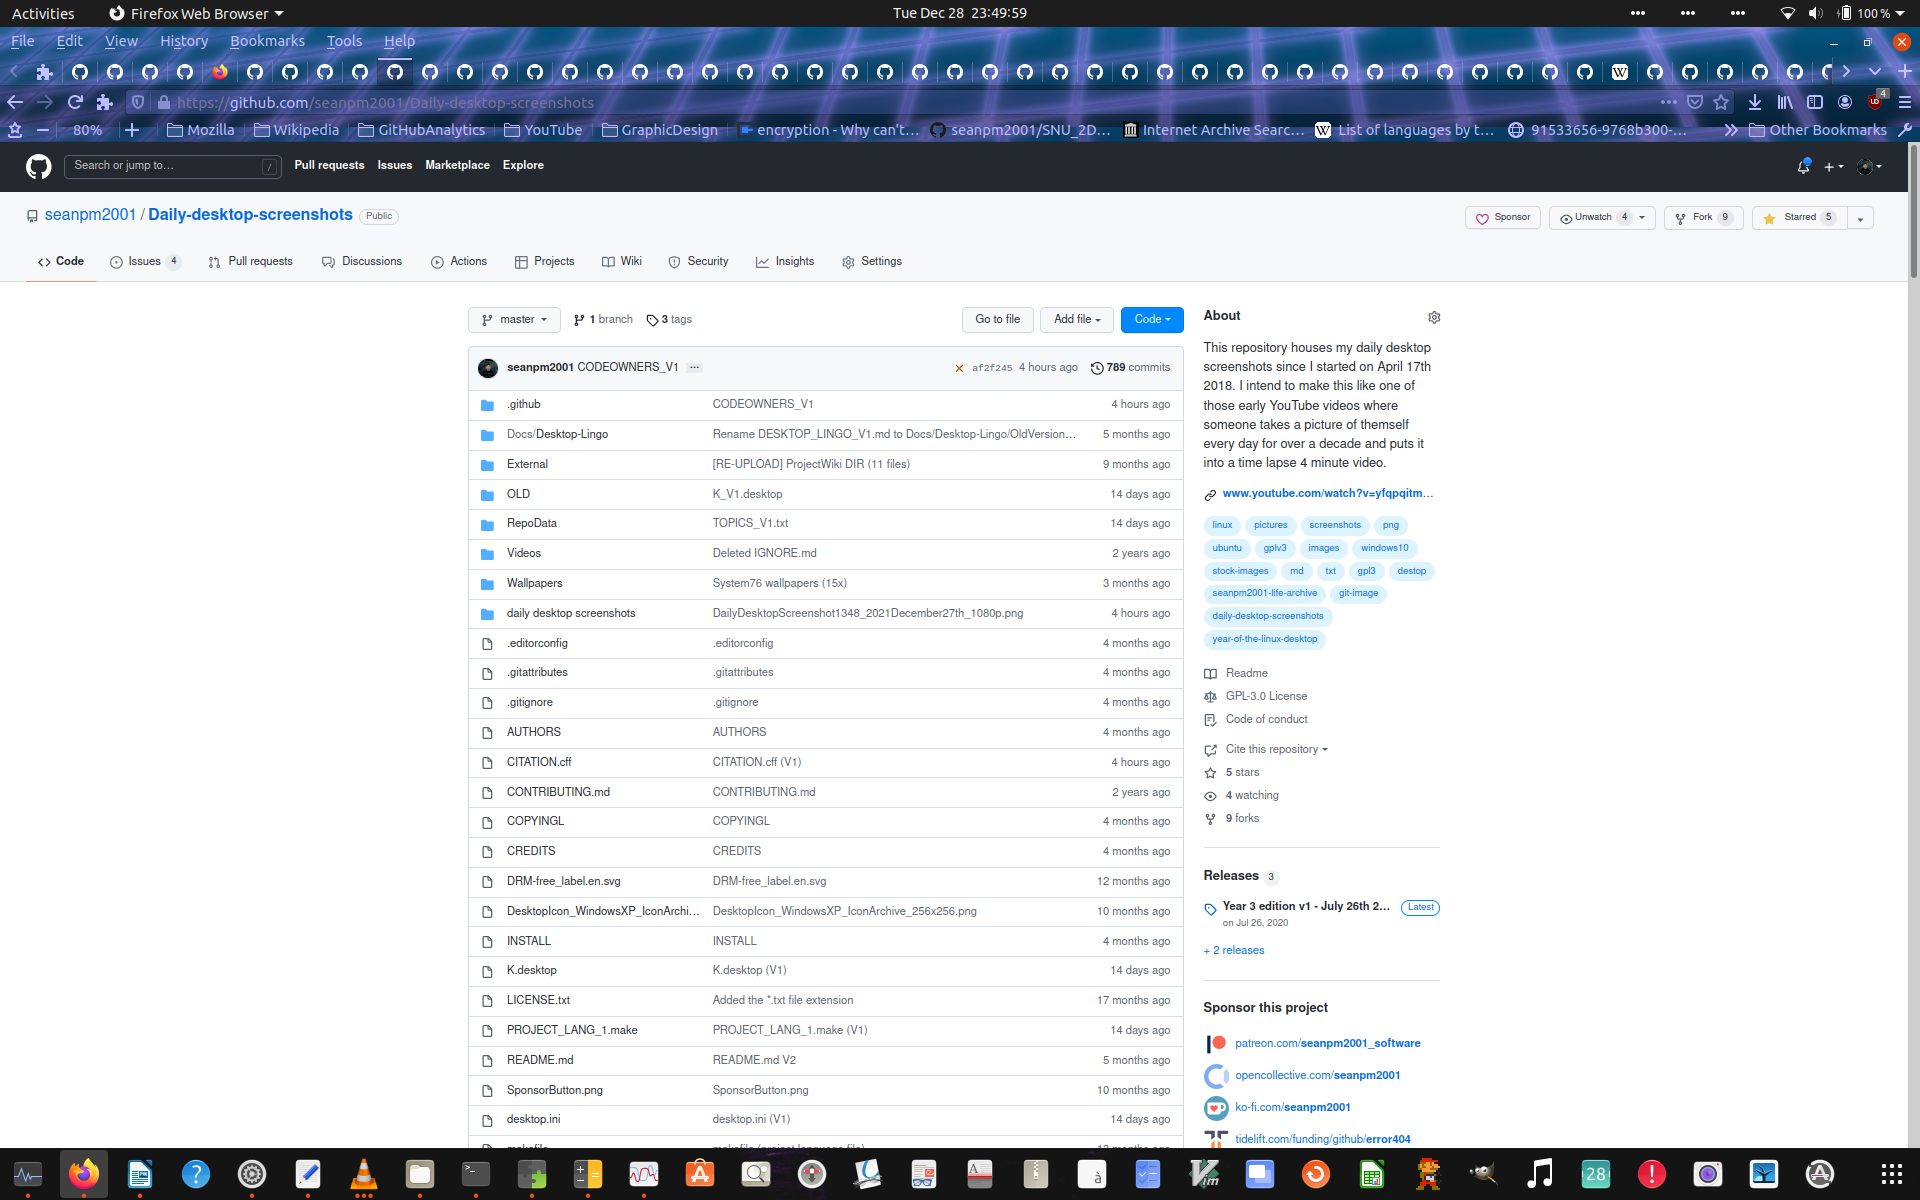 Activities
Firefox Web Browser
Tue Dec 28 23:49:59
100 %
File Edit View History Bookmarks Tools Help
https://github.com/seanpm2001/Daily-desktop-screenshots
4
80%
Mozilla
Wikipedia
GitHubAnalytics
YouTube
GraphicDesign
encryption - Why can't…
seanpm2001/SNU_2D…
Internet Archive Searc…
List of languages by t…
91533656-9768b300-…
Other Bookmarks
Search or jump to…
/
Pull requests Issues Marketplace Explore
seanpm2001 / Daily-desktop-screenshots Public
Sponsor
Unwatch 4
Fork 9
Starred 5
Code
Issues 4
Pull requests
Discussions
Actions
Projects
Wiki
Security
Insights
Settings
master
1 branch
3 tags
Go to file
Add file
Code
seanpm2001 CODEOWNERS_V1 ...
af2f245 4 hours ago 789 commits
.github CODEOWNERS_V1 4 hours ago
Docs/Desktop-Lingo Rename DESKTOP_LINGO_V1.md to Docs/Desktop-Lingo/OldVersion… 5 months ago
External [RE-UPLOAD] ProjectWiki DIR (11 files) 9 months ago
OLD K_V1.desktop 14 days ago
RepoData TOPICS_V1.txt 14 days ago
Videos Deleted IGNORE.md 2 years ago
Wallpapers System76 wallpapers (15x) 3 months ago
daily desktop screenshots DailyDesktopScreenshot1348_2021December27th_1080p.png 4 hours ago
.editorconfig .editorconfig 4 months ago
.gitattributes .gitattributes 4 months ago
.gitignore .gitignore 4 months ago
AUTHORS AUTHORS 4 months ago
CITATION.cff CITATION.cff (V1) 4 hours ago
CONTRIBUTING.md CONTRIBUTING.md 2 years ago
COPYINGL COPYINGL 4 months ago
CREDITS CREDITS 4 months ago
DRM-free_label.en.svg DRM-free_label.en.svg 12 months ago
DesktopIcon_WindowsXP_IconArchi… DesktopIcon_WindowsXP_IconArchive_256x256.png 10 months ago
INSTALL INSTALL 4 months ago
K.desktop K.desktop (V1) 14 days ago
LICENSE.txt Added the *.txt file extension 17 months ago
PROJECT_LANG_1.make PROJECT_LANG_1.make (V1) 14 days ago
README.md README.md V2 5 months ago
SponsorButton.png SponsorButton.png 10 months ago
desktop.ini desktop.ini (V1) 14 days ago
About
This repository houses my daily desktop
screenshots since I started on April 17th
2018. I intend to make this like one of
those early YouTube videos where
someone takes a picture of themself
every day for over a decade and puts it
into a time lapse 4 minute video.
www.youtube.com/watch?v=yfqpqitm…
linux pictures screenshots png
ubuntu gplv3 images windows10
stock-images md txt gpl3 destop
seanpm2001-life-archive git-image
daily-desktop-screenshots
year-of-the-linux-desktop
Readme
GPL-3.0 License
Code of conduct
Cite this repository
5 stars
4 watching
9 forks
Releases 3
Year 3 edition v1 - July 26th 2… Latest
on Jul 26, 2020
+ 2 releases
Sponsor this project
patreon.com/seanpm2001_software
opencollective.com/seanpm2001
ko-fi.com/seanpm2001
tidelift.com/funding/github/error404
28